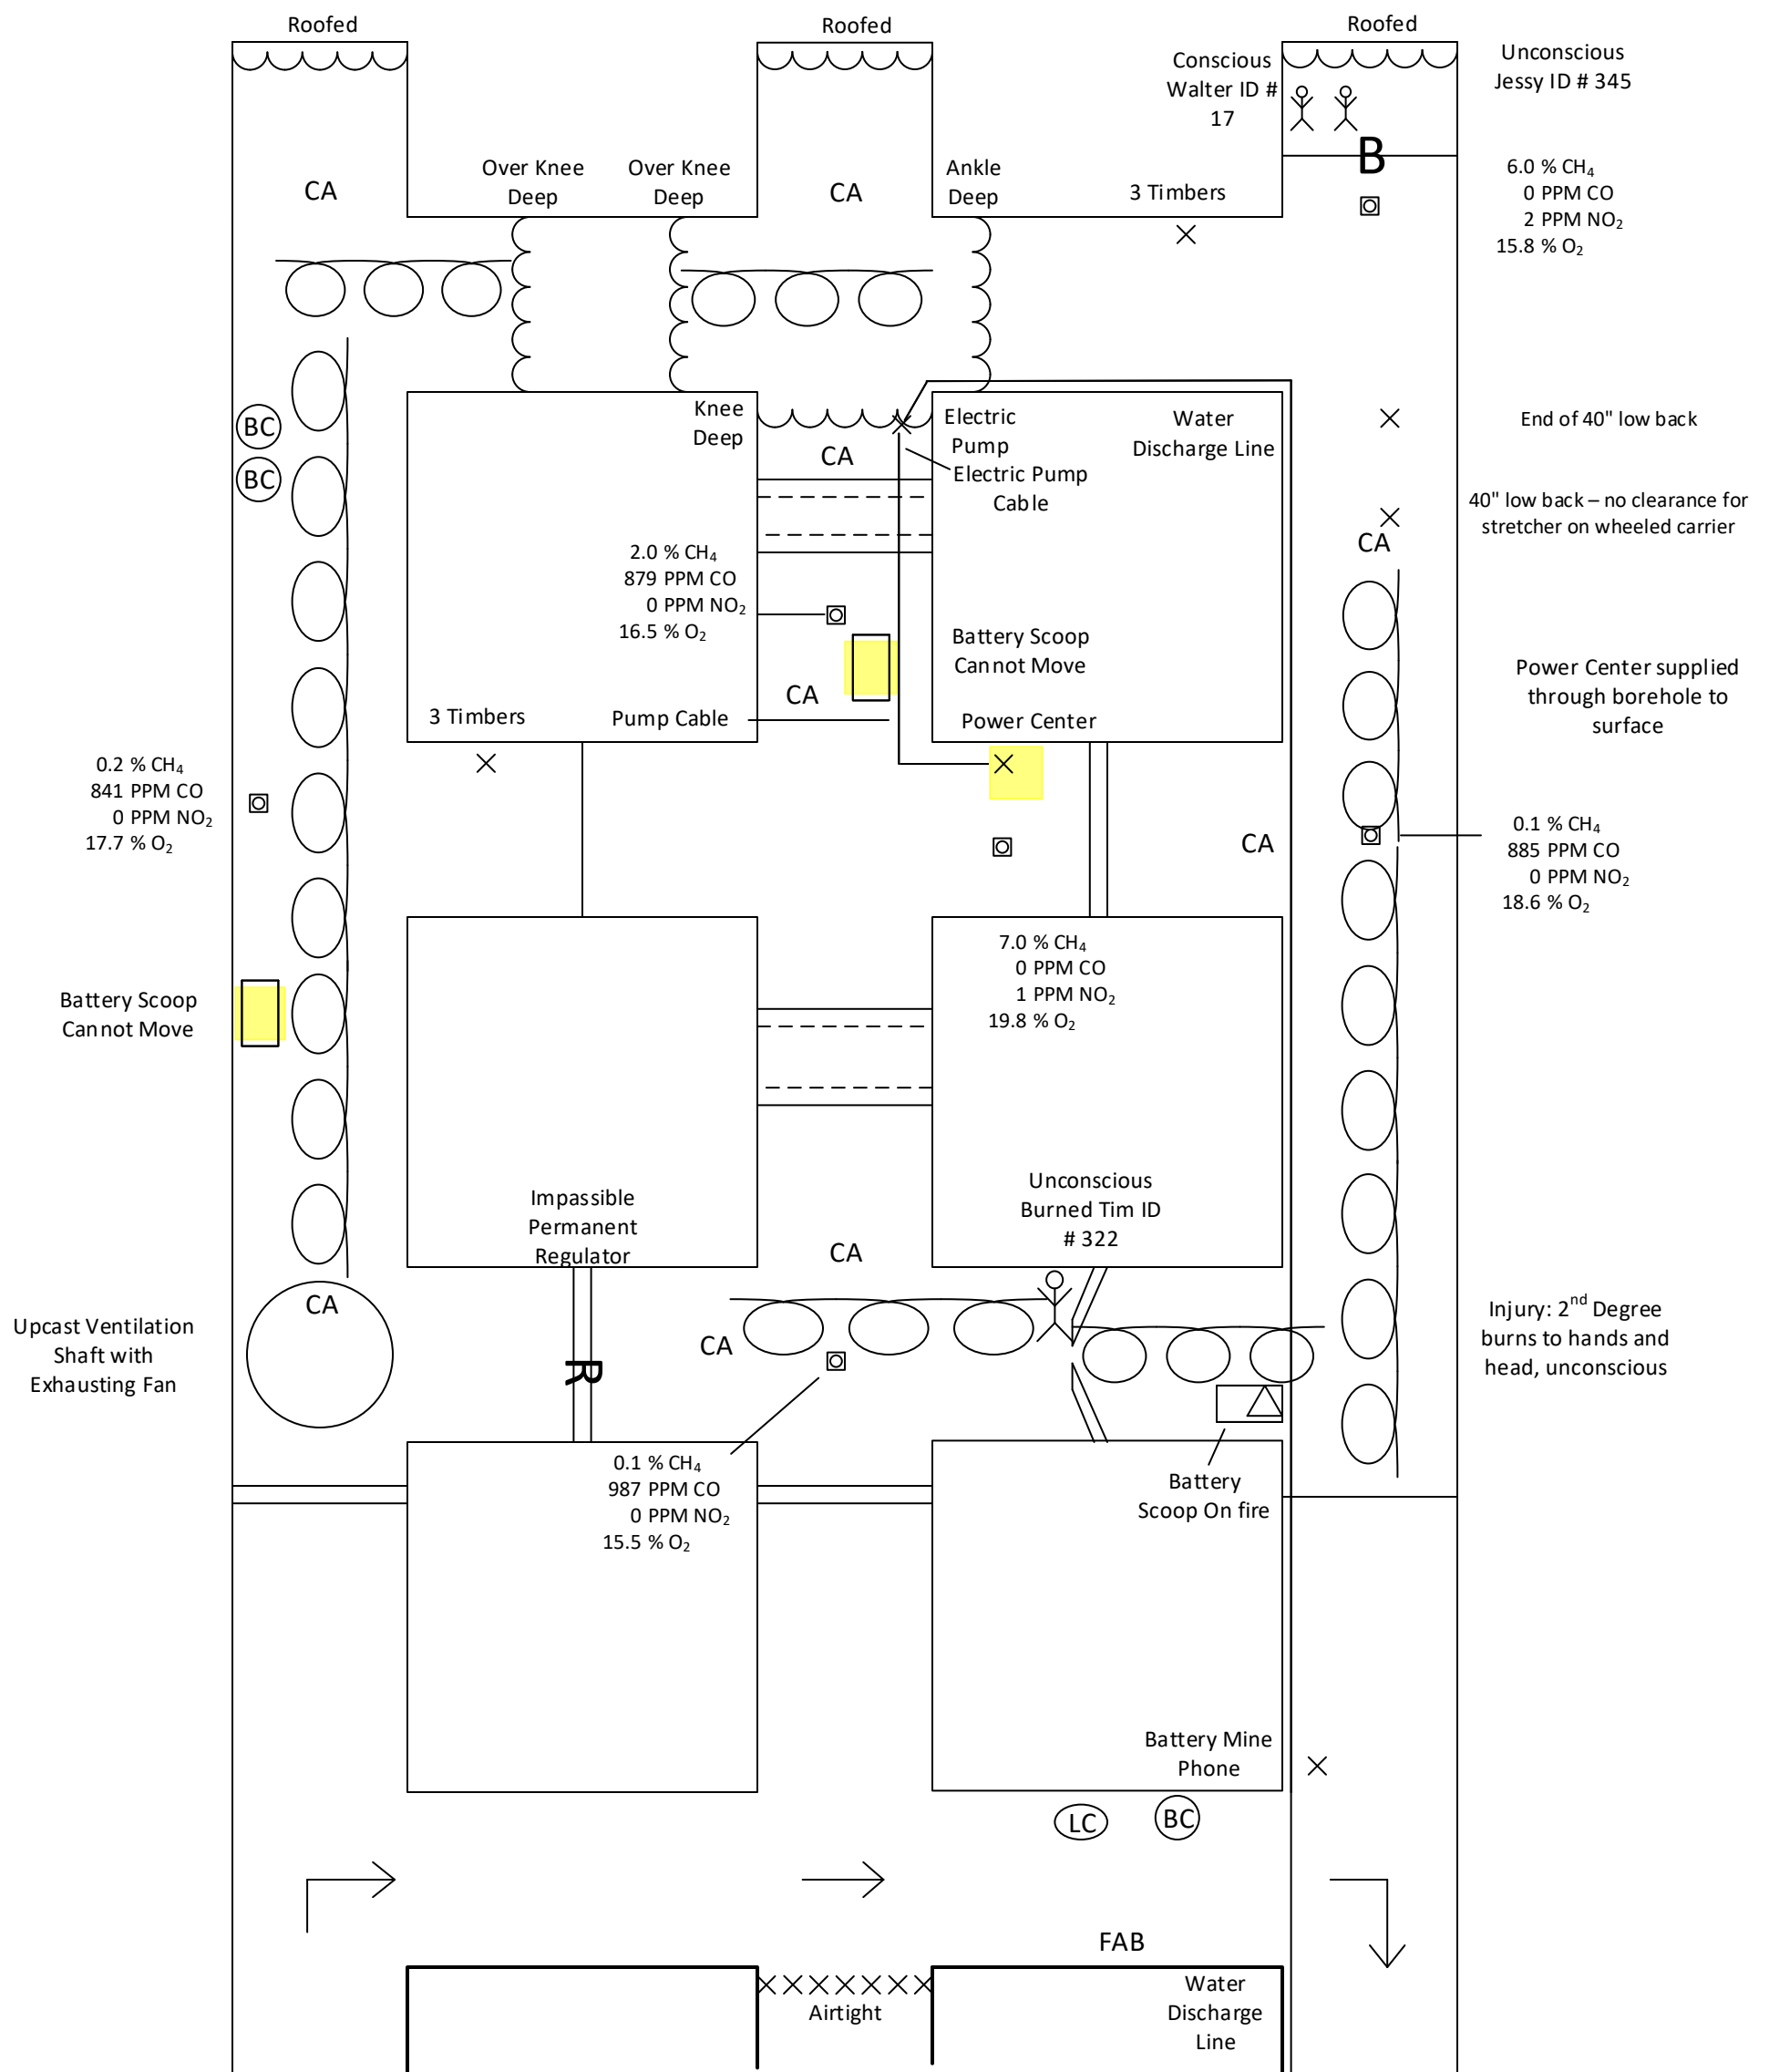 Roofed
Roofed
Roofed
Conscious
Walter ID #
17
Unconscious
Jessy ID # 345
B
Over Knee
Deep
Over Knee
Deep
Ankle
Deep
3 Timbers
CA
CA
6.0 % CH₄
0 PPM CO
2 PPM NO₂
15.8 % O₂
BC
BC
Knee
Deep
CA
Electric
Pump
Electric Pump
Cable
Water
Discharge Line
End of 40" low back
40" low back – no clearance for
stretcher on wheeled carrier
CA
2.0 % CH₄
879 PPM CO
0 PPM NO₂
16.5 % O₂
Battery Scoop
Cannot Move
CA
3 Timbers
Pump Cable
Power Center
Power Center supplied
through borehole to
surface
0.2 % CH₄
841 PPM CO
0 PPM NO₂
17.7 % O₂
CA
0.1 % CH₄
885 PPM CO
0 PPM NO₂
18.6 % O₂
7.0 % CH₄
0 PPM CO
1 PPM NO₂
19.8 % O₂
Battery Scoop
Cannot Move
Impassible
Permanent
Regulator
Unconscious
Burned Tim ID
# 322
CA
CA
CA
R
Upcast Ventilation
Shaft with
Exhausting Fan
Injury: 2nd Degree
burns to hands and
head, unconscious
0.1 % CH₄
987 PPM CO
0 PPM NO₂
15.5 % O₂
Battery
Scoop On fire
Battery Mine
Phone
LC
BC
FAB
Airtight
Water
Discharge
Line